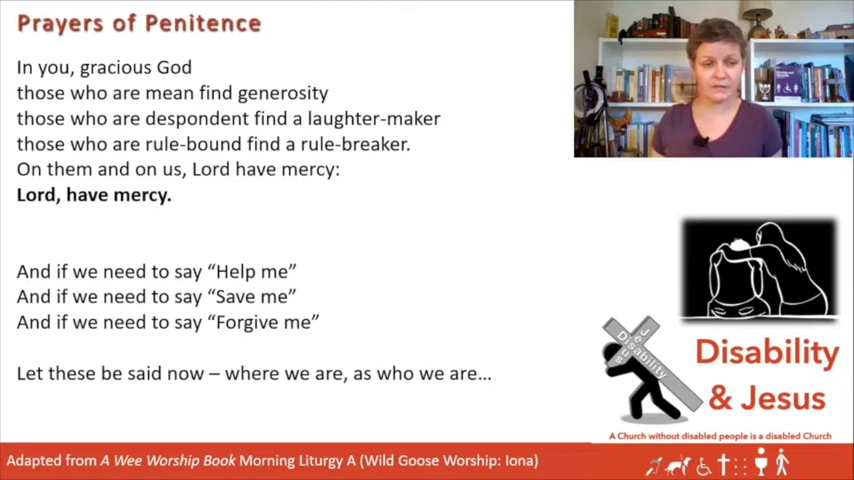 Prayers of Penitence
In you, gracious God
those who are mean find generosity
those who are despondent find a laughter-maker
those who are rule-bound find a rule-breaker.
On them and on us, Lord have mercy:
Lord, have mercy.
And if we need to say “Help me”
And if we need to say “Save me”
And if we need to say “Forgive me”
Let these be said now – where we are, as who we are...
Jesus
Disability
Disability
& Jesus
A Church without disabled people is a disabled Church
Adapted from A Wee Worship Book Morning Liturgy A (Wild Goose Worship: Iona)